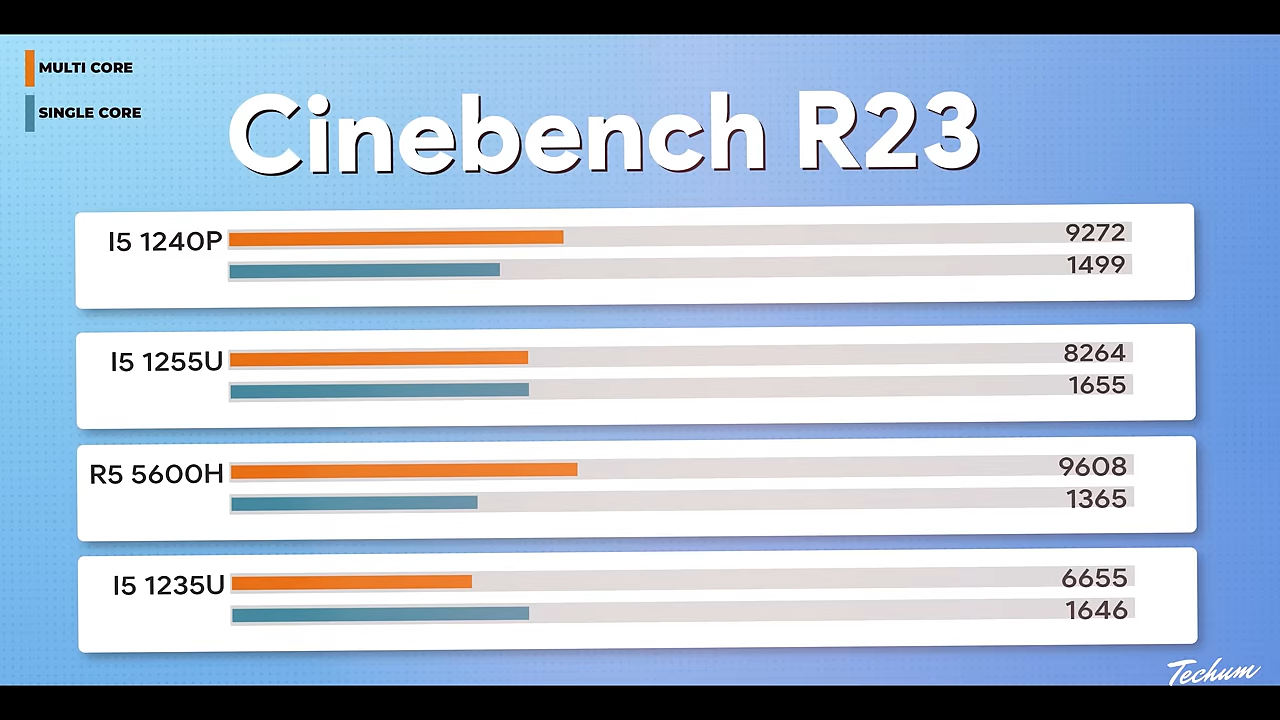 MULTI CORE
SINGLE CORE
Cinebench R23
I5 1240P
9272
1499
I5 1255U
8264
1655
R5 5600H
9608
1365
I5 1235U
6655
1646
Techum